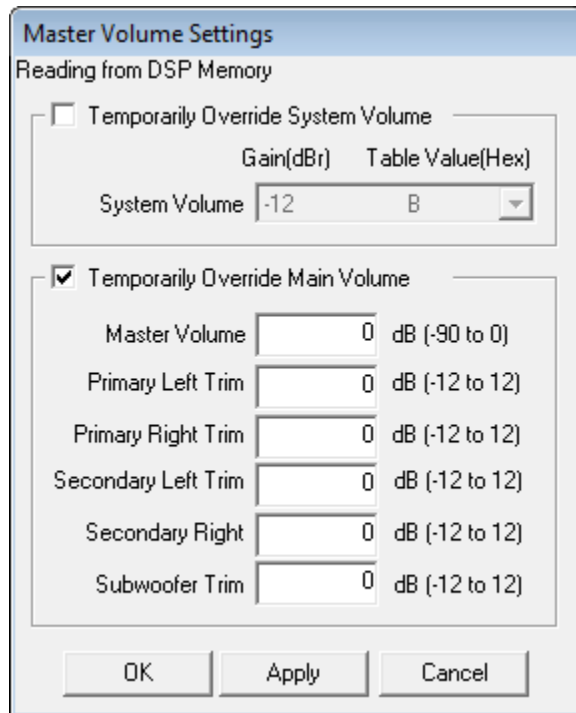 Master Volume Settings
Reading from DSP Memory
Temporarily Override System Volume
Gain(dBr) Table Value(Hex)
System Volume -12 B
Temporarily Override Main Volume
Master Volume 0 dB (-90 to 0)
Primary Left Trim 0 dB (-12 to 12)
Primary Right Trim 0 dB (-12 to 12)
Secondary Left Trim 0 dB (-12 to 12)
Secondary Right 0 dB (-12 to 12)
Subwoofer Trim 0 dB (-12 to 12)
OK Apply Cancel